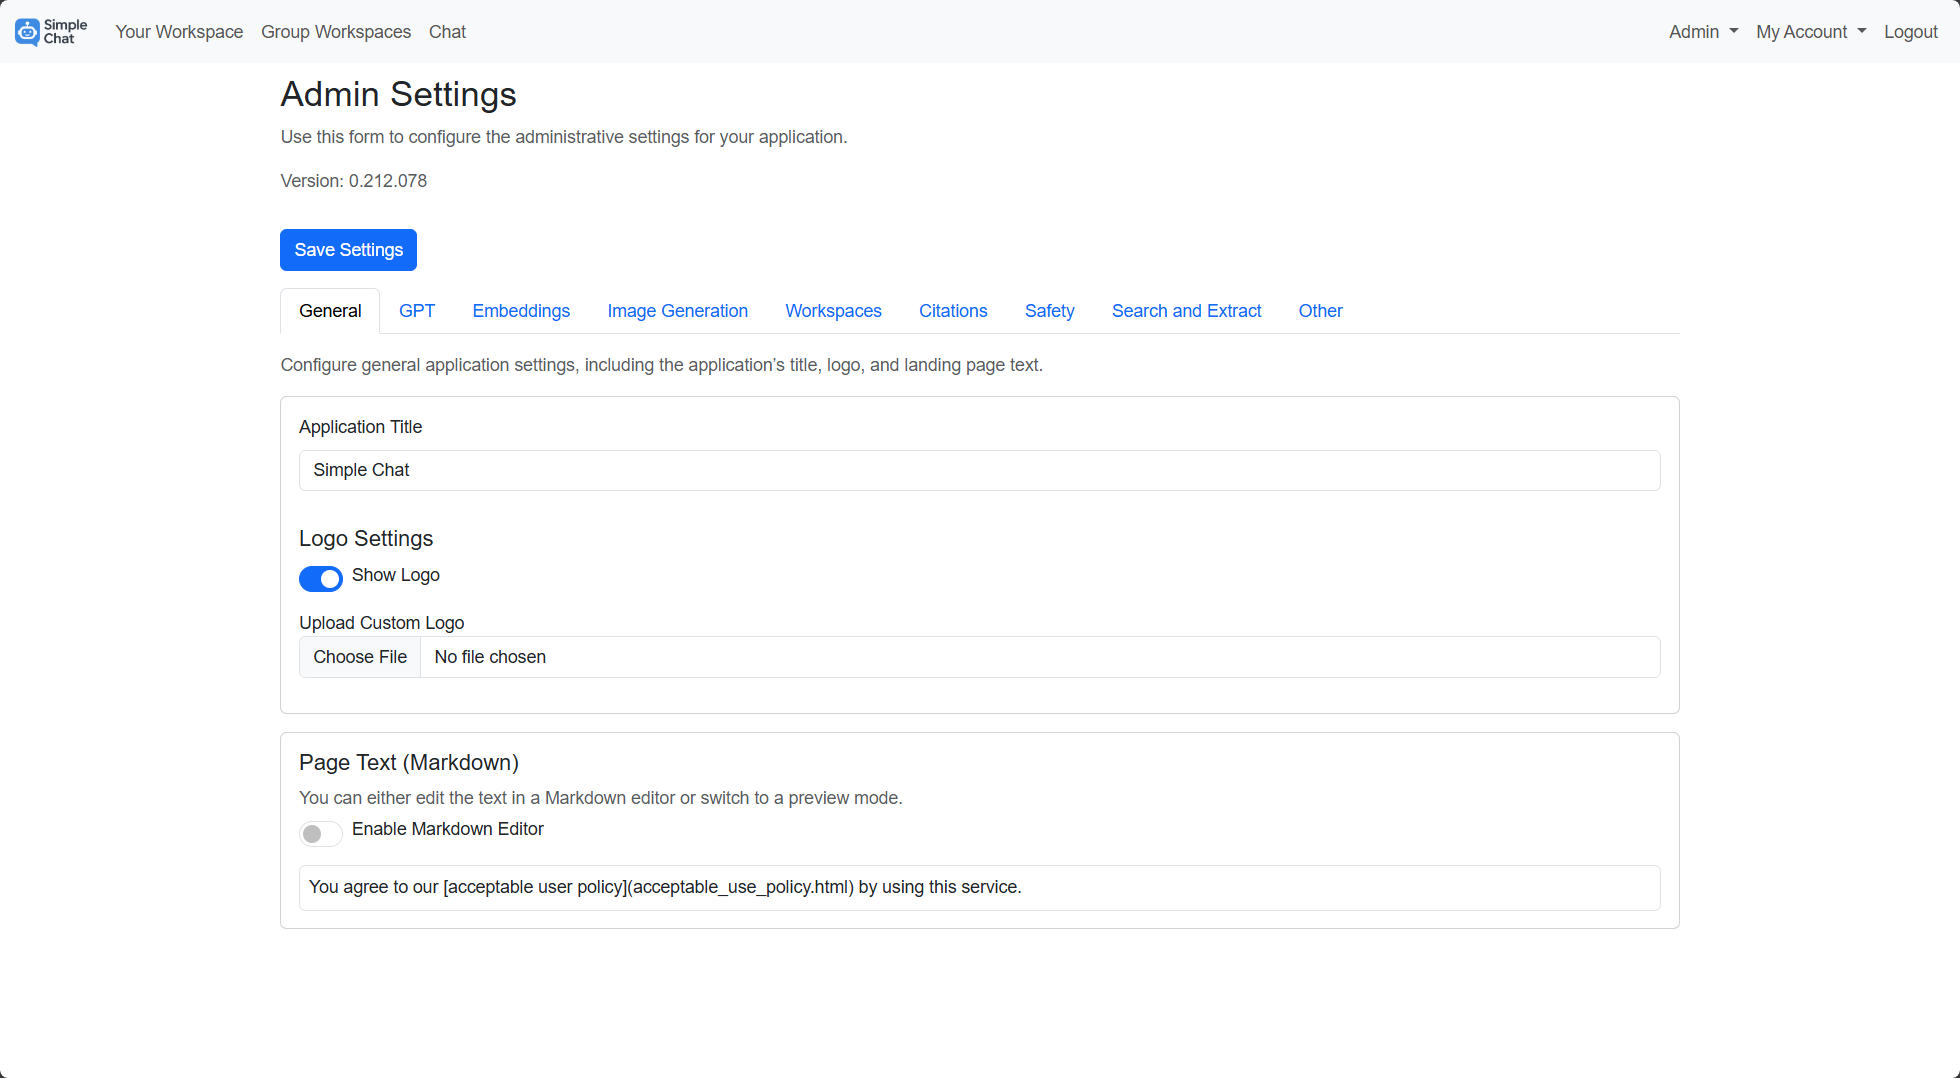 Simple
Chat
Your Workspace Group Workspaces Chat Admin My Account Logout
Admin Settings
Use this form to configure the administrative settings for your application.
Version: 0.212.078
Save Settings
General GPT Embeddings Image Generation Workspaces Citations Safety Search and Extract Other
Configure general application settings, including the application’s title, logo, and landing page text.
Application Title
Simple Chat
Logo Settings
Show Logo
Upload Custom Logo
Choose File No file chosen
Page Text (Markdown)
You can either edit the text in a Markdown editor or switch to a preview mode.
Enable Markdown Editor
You agree to our [acceptable user policy](acceptable_use_policy.html) by using this service.